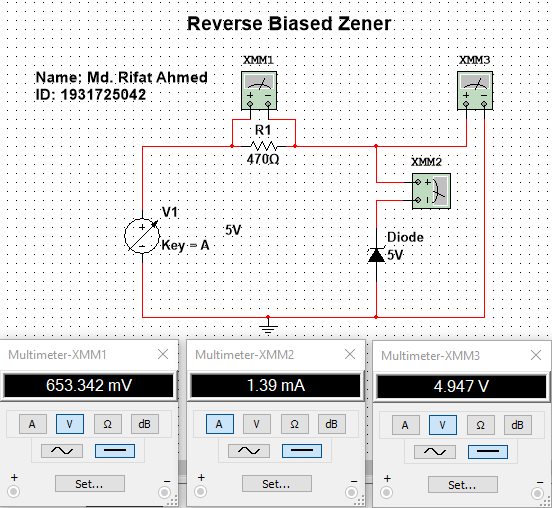 Reverse Biased Zener
XMM1
XMM3
Name; Md. Rifat Ahmed
ID: 1931725042
R1
470Ω
XMM2
V1
5V
Key = A
Diode
5V
Multimeter-XMM1
653.342 mV
A V Ω dB
+ Set... −
Multimeter-XMM2
1.39 mA
A V Ω dB
+ Set... −
Multimeter-XMM3
4.947 V
A V Ω dB
+ Set... −